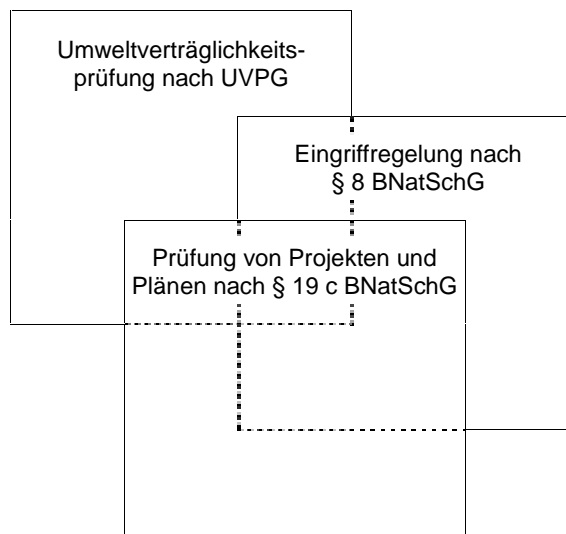 Umweltverträglichkeits-
prüfung nach UVPG
Eingriffregelung nach
§ 8 BNatSchG
Prüfung von Projekten und
Plänen nach § 19 c BNatSchG